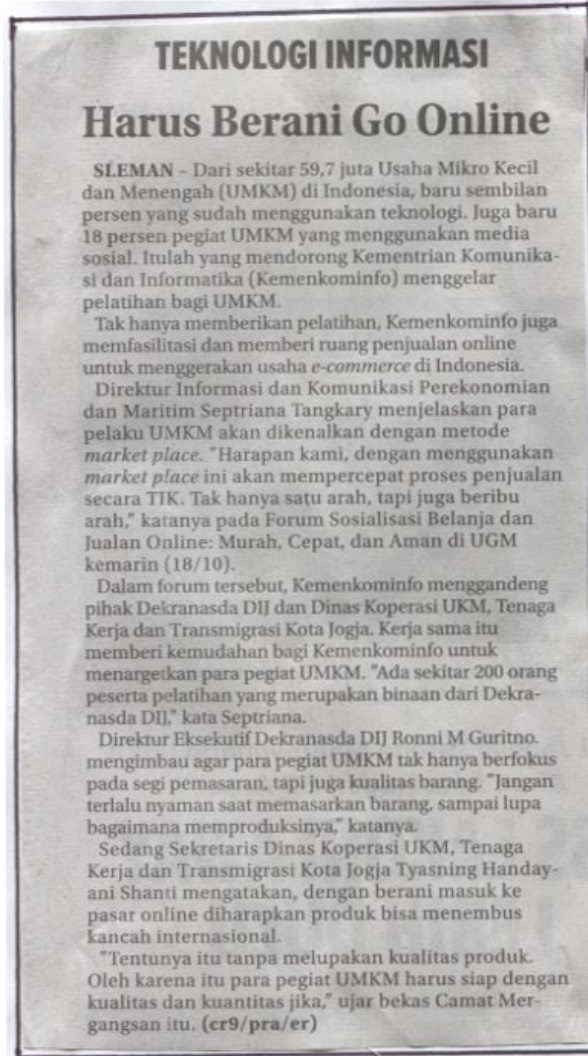 TEKNOLOGI INFORMASI
Harus Berani Go Online
SLEMAN – Dari sekitar 59,7 juta Usaha Mikro Kecil
dan Menengah (UMKM) di Indonesia, baru sembilan
persen yang sudah menggunakan teknologi. Juga baru
18 persen pegiat UMKM yang menggunakan media
sosial. Itulah yang mendorong Kementrian Komunika-
si dan Informatika (Kemenkominfo) menggelar
pelatihan bagi UMKM.
Tak hanya memberikan pelatihan, Kemenkominfo juga
memfasilitasi dan memberi ruang penjualan online
untuk menggerakan usaha e-commerce di Indonesia.
Direktur Informasi dan Komunikasi Perekonomian
dan Maritim Septriana Tangkary menjelaskan para
pelaku UMKM akan dikenalkan dengan metode
market place. "Harapan kami, dengan menggunakan
market place ini akan mempercepat proses penjualan
secara TIK. Tak hanya satu arah, tapi juga beribu
arah," katanya pada Forum Sosialisasi Belanja dan
Jualan Online: Murah, Cepat, dan Aman di UGM
kemarin (18/10).
Dalam forum tersebut, Kemenkominfo menggandeng
pihak Dekranasda DIJ dan Dinas Koperasi UKM, Tenaga
Kerja dan Transmigrasi Kota Jogja. Kerja sama itu
memberi kemudahan bagi Kemenkominfo untuk
menargetkan para pegiat UMKM. "Ada sekitar 200 orang
peserta pelatihan yang merupakan binaan dari Dekra-
nasda DIJ," kata Septriana.
Direktur Eksekutif Dekranasda DIJ Ronni M Guritno.
mengimbau agar para pegiat UMKM tak hanya berfokus
pada segi pemasaran, tapi juga kualitas barang. "Jangan
terlalu nyaman saat memasarkan barang, sampai lupa
bagaimana memproduksinya," katanya.
Sedang Sekretaris Dinas Koperasi UKM, Tenaga
Kerja dan Transmigrasi Kota Jogja Tyasning Handay-
ani Shanti mengatakan, dengan berani masuk ke
pasar online diharapkan produk bisa menembus
kancah internasional.
"Tentunya itu tanpa melupakan kualitas produk.
Oleh karena itu para pegiat UMKM harus siap dengan
kualitas dan kuantitas jika," ujar bekas Camat Mer-
gangsan itu. (cr9/pra/er)